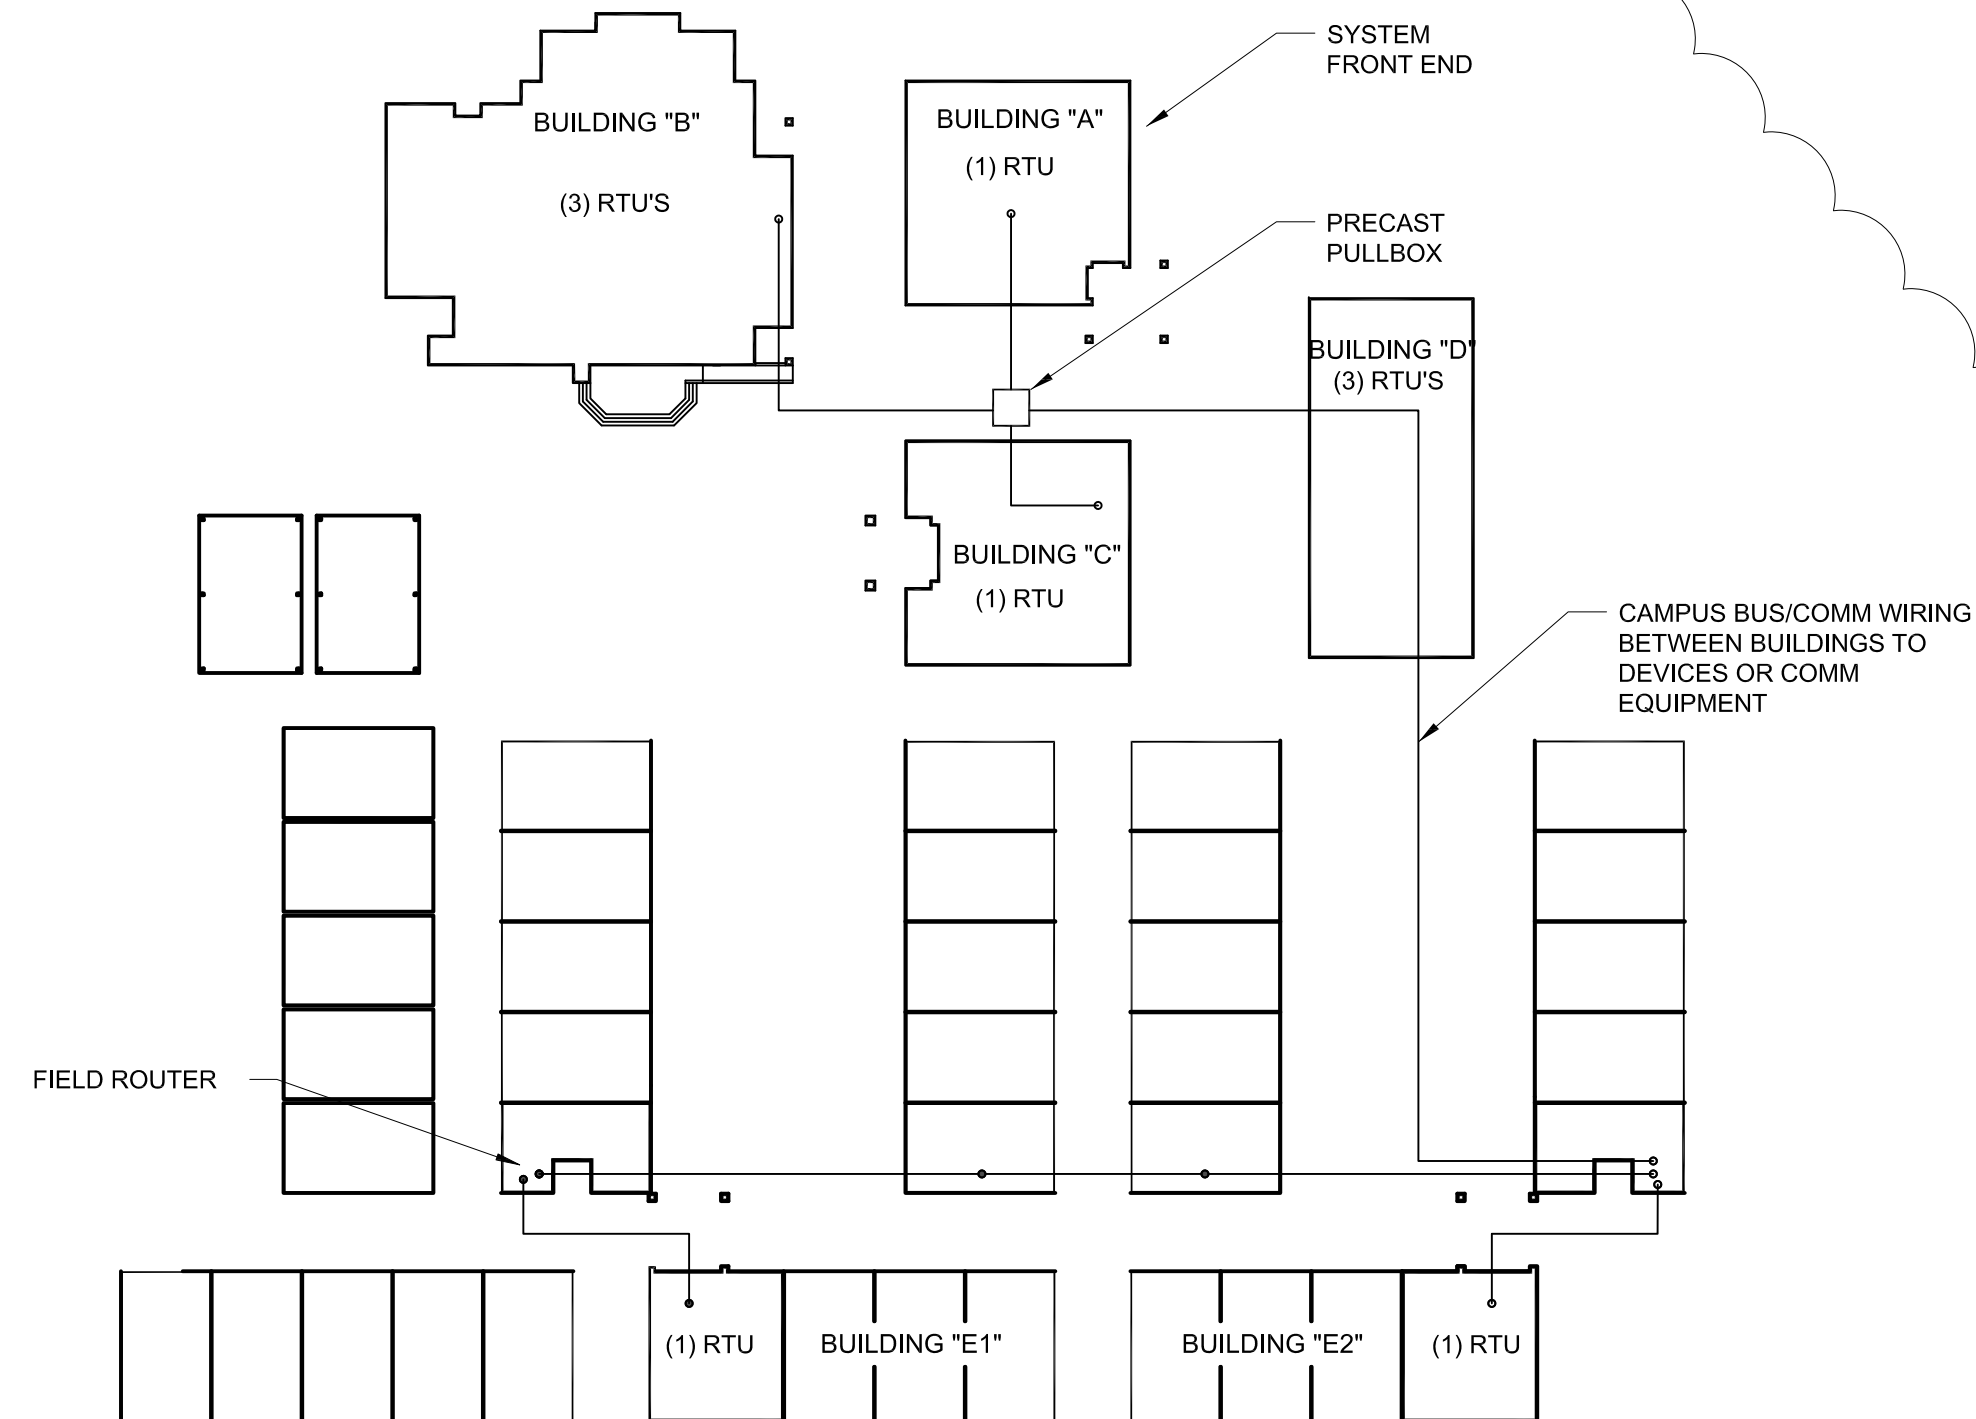 SYSTEM
FRONT END
BUILDING "B"
(3) RTU'S
BUILDING "A"
(1) RTU
PRECAST
PULLBOX
BUILDING "D"
(3) RTU'S
BUILDING "C"
(1) RTU
CAMPUS BUS/COMM WIRING
BETWEEN BUILDINGS TO
DEVICES OR COMM
EQUIPMENT
FIELD ROUTER
(1) RTU
BUILDING "E1"
BUILDING "E2"
(1) RTU